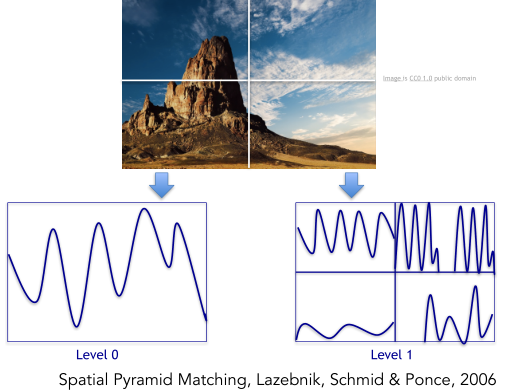 Image is CC0 1.0 public domain
Level 0
Level 1
Spatial Pyramid Matching, Lazebnik, Schmid & Ponce, 2006